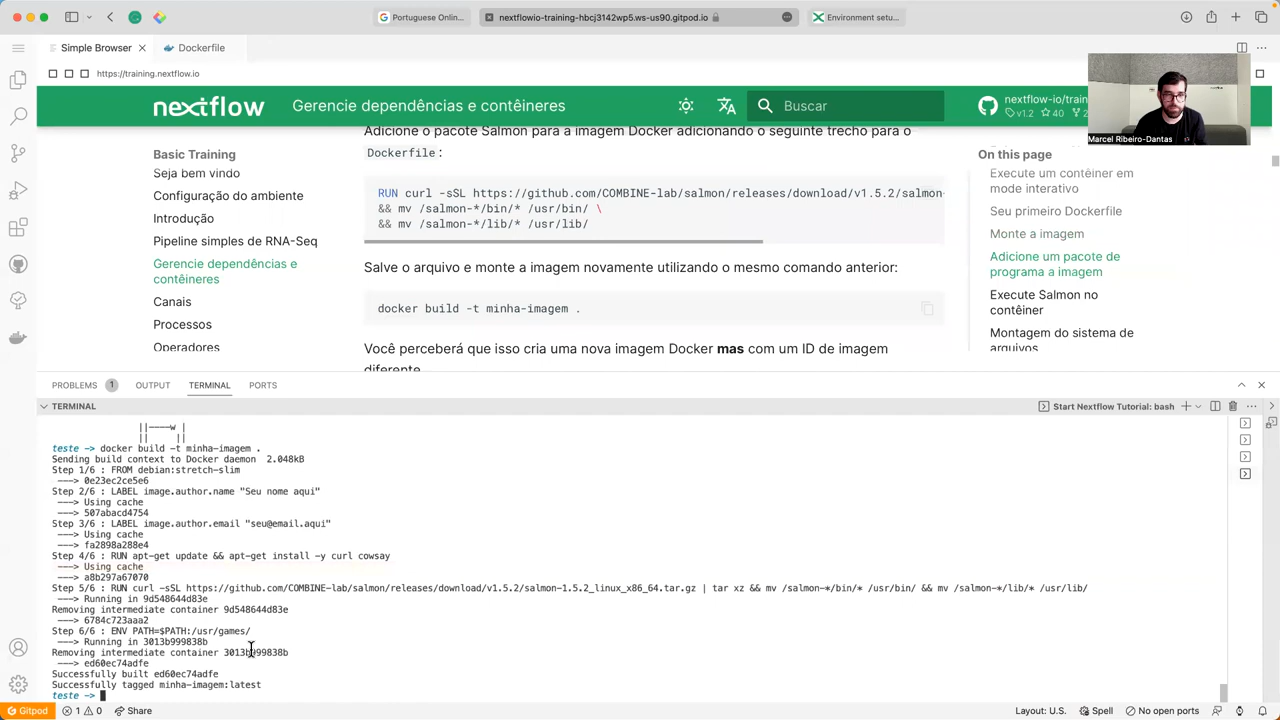 Portuguese Onlin...
nextflowio-training-hbcj3142wp5.ws-us90.gitpod.io
Environment setu...
Simple Browser
Dockerfile
https://training.nextflow.io
nextflow
Gerencie dependências e contêineres
Buscar
nextflow-io/train
v1.2
40
2
Marcel Ribeiro-Dantas
Basic Training
Seja bem vindo
Configuração do ambiente
Introdução
Pipeline simples de RNA-Seq
Gerencie dependências e
contêineres
Canais
Processos
Operadores
Adicione o pacote Salmon para a imagem Docker adicionando o seguinte trecho para o
Dockerfile:
RUN curl -sSL https://github.com/COMBINE-lab/salmon/releases/download/v1.5.2/salmon-
&& mv /salmon-*/bin/* /usr/bin/ \
&& mv /salmon-*/lib/* /usr/lib/
Salve o arquivo e monte a imagem novamente utilizando o mesmo comando anterior:
docker build -t minha-imagem .
Você perceberá que isso cria uma nova imagem Docker mas com um ID de imagem
diferente.
On this page
Execute um contêiner em
mode interativo
Seu primeiro Dockerfile
Monte a imagem
Adicione um pacote de
programa a imagem
Execute Salmon no
contêiner
Montagem do sistema de
arquivos
PROBLEMS 1 OUTPUT TERMINAL PORTS
TERMINAL
Start Nextflow Tutorial: bash
||----w |
||     ||
teste -> docker build -t minha-imagem .
Sending build context to Docker daemon  2.048kB
Step 1/6 : FROM debian:stretch-slim
---> 0e23ec2ce5e6
Step 2/6 : LABEL image.author.name "Seu nome aqui"
---> Using cache
---> 507abacd4754
Step 3/6 : LABEL image.author.email "seu@email.aqui"
---> Using cache
---> fa2898a288e4
Step 4/6 : RUN apt-get update && apt-get install -y curl cowsay
---> Using cache
---> a8b297a67070
Step 5/6 : RUN curl -sSL https://github.com/COMBINE-lab/salmon/releases/download/v1.5.2/salmon-1.5.2_linux_x86_64.tar.gz | tar xz && mv /salmon-*/bin/* /usr/bin/ && mv /salmon-*/lib/* /usr/lib/
---> Running in 9d548644d83e
Removing intermediate container 9d548644d83e
---> 6784c723aaa2
Step 6/6 : ENV PATH=$PATH:/usr/games/
---> Running in 3013b999838b
Removing intermediate container 3013b999838b
---> ed60ec74adfe
Successfully built ed60ec74adfe
Successfully tagged minha-imagem:latest
teste ->
Gitpod
1
0
Share
Layout: U.S.
Spell
No open ports